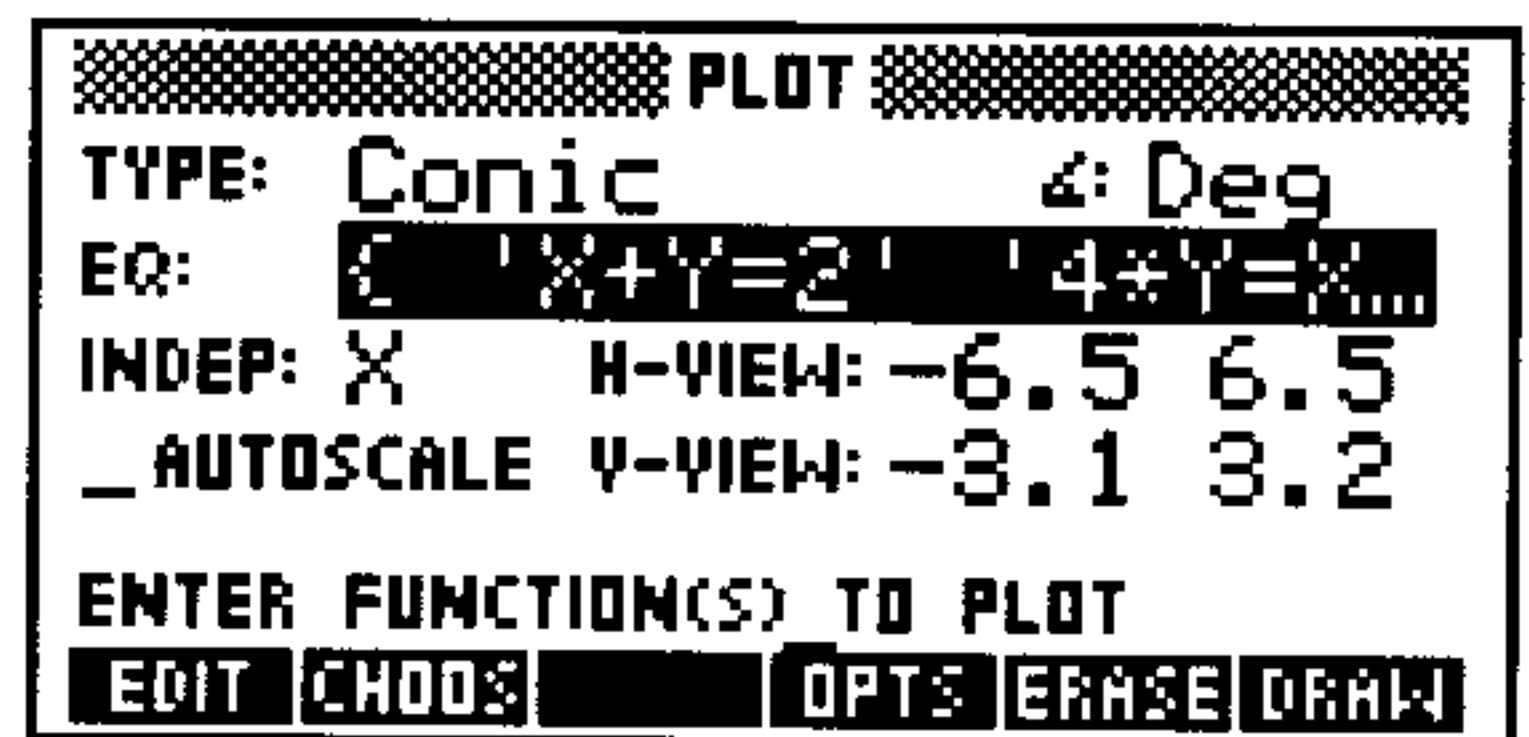 PLOT
TYPE: Conic ∡: Deg
EQ: { 'X+Y=2' '4*Y=X…
INDEP: X H-VIEW: -6.5 6.5
_ AUTOSCALE V-VIEW: -3.1 3.2
ENTER FUNCTION(S) TO PLOT
EDIT CHOOS OPTS ERASE DRAW